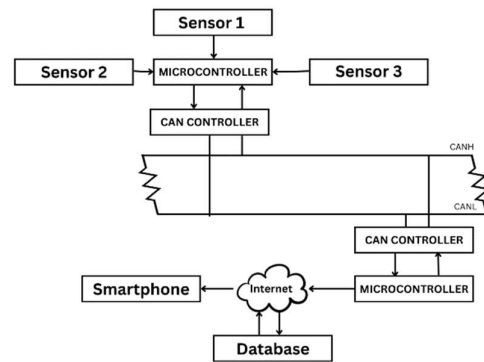 Sensor 1
Sensor 2
MICROCONTROLLER
Sensor 3
CAN CONTROLLER
CANH
CANL
CAN CONTROLLER
Smartphone
Internet
MICROCONTROLLER
Database